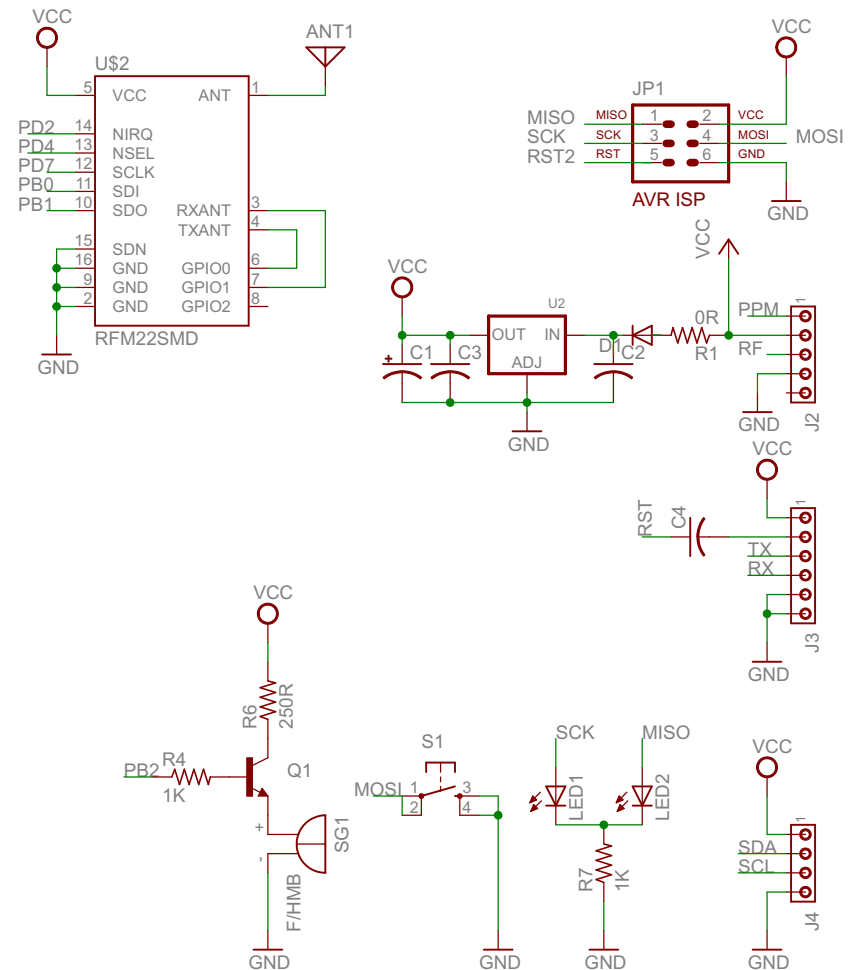 VCC
U$2
ANT1
5 VCC ANT 1
PD2 14 NIRQ
PD4 13 NSEL
PD7 12 SCLK
PB0 11 SDI
PB1 10 SDO RXANT 3
TXANT 4
15 SDN
16 GND GPIO0 6
9 GND GPIO1 7
2 GND GPIO2 8
RFM22SMD
GND
VCC
JP1
MISO MISO 1 2 VCC
SCK SCK 3 4 MOSI MOSI
RST2 RST 5 6 GND
AVR ISP
GND
VCC
VCC
U2
OUT IN
ADJ
C1
C3
D1
C2
0R
R1
PPM
RF
1
J2
GND
GND
VCC
RST
C4
TX
RX
1
J3
GND
VCC
R6
250R
PB2
R4
1K
Q1
+
-
SG1
F/HMB
GND
S1
MOSI 1 3
2 4
GND
SCK
MISO
LED1
LED2
R7
1K
GND
VCC
SDA
SCL
1
J4
GND